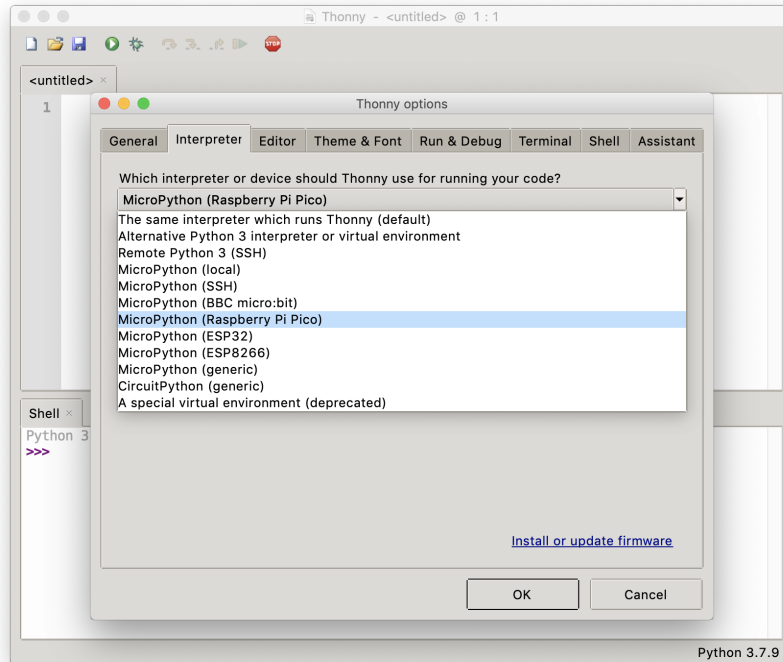 Thonny - <untitled> @ 1 : 1
STOP
<untitled> ×
1
Thonny options
General Interpreter Editor Theme & Font Run & Debug Terminal Shell Assistant
Which interpreter or device should Thonny use for running your code?
MicroPython (Raspberry Pi Pico)
The same interpreter which runs Thonny (default)
Alternative Python 3 interpreter or virtual environment
Remote Python 3 (SSH)
MicroPython (local)
MicroPython (SSH)
MicroPython (BBC micro:bit)
MicroPython (Raspberry Pi Pico)
MicroPython (ESP32)
MicroPython (ESP8266)
MicroPython (generic)
CircuitPython (generic)
A special virtual environment (deprecated)
Shell ×
Python 3
>>>
Install or update firmware
OK Cancel
Python 3.7.9